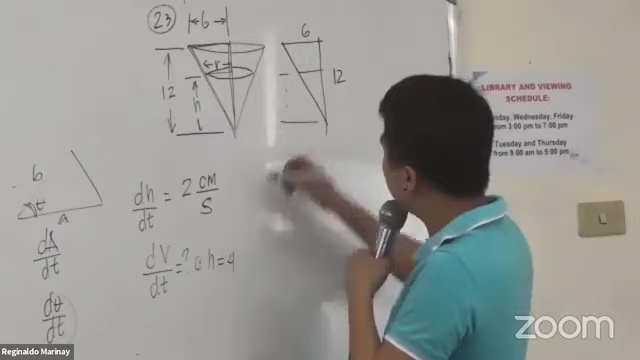 23
6
6
12
r
h
12
LIBRARY AND VIEWING
SCHEDULE:
Wednesday, Friday
from 3:00 pm to 7:00 pm
Tuesday and Thursday
from 9:00 am to 5:00 pm
b
θ
a
dh/dt = 2 cm/S
dA/dt
dV/dt = ? @ h=4
dθ/dt
Reginaldo Marinay
zoom